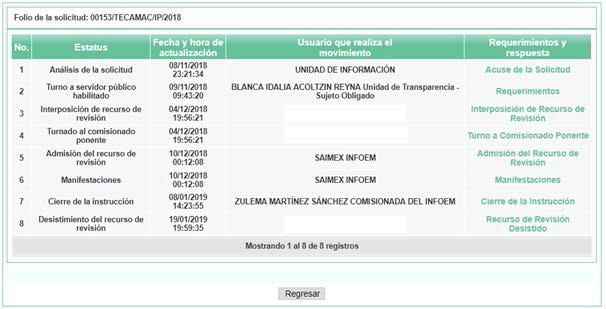 Folio de la solicitud: 00153/TECAMAC/IP/2018
No. Estatus Fecha y hora de actualización Usuario que realiza el movimiento Requerimientos y respuesta
1 Análisis de la solicitud 08/11/2018 23:21:34 UNIDAD DE INFORMACIÓN Acuse de la Solicitud
2 Turno a servidor público habilitado 09/11/2018 09:43:20 BLANCA IDALIA ACOLTZIN REYNA Unidad de Transparencia - Sujeto Obligado Requerimientos
3 Interposición de recurso de revisión 04/12/2018 19:56:21 Interposición de Recurso de Revisión
4 Turnado al comisionado ponente 04/12/2018 19:56:21 Turno a Comisionado Ponente
5 Admisión del recurso de revisión 10/12/2018 00:12:08 SAIMEX INFOEM Admisión del Recurso de Revisión
6 Manifestaciones 10/12/2018 00:12:08 SAIMEX INFOEM Manifestaciones
7 Cierre de la instrucción 08/01/2019 14:23:55 ZULEMA MARTÍNEZ SÁNCHEZ COMISIONADA DEL INFOEM Cierre de la Instrucción
8 Desistimiento del recurso de revisión 19/01/2019 19:59:35 Recurso de Revisión Desistido
Mostrando 1 al 8 de 8 registros
Regresar